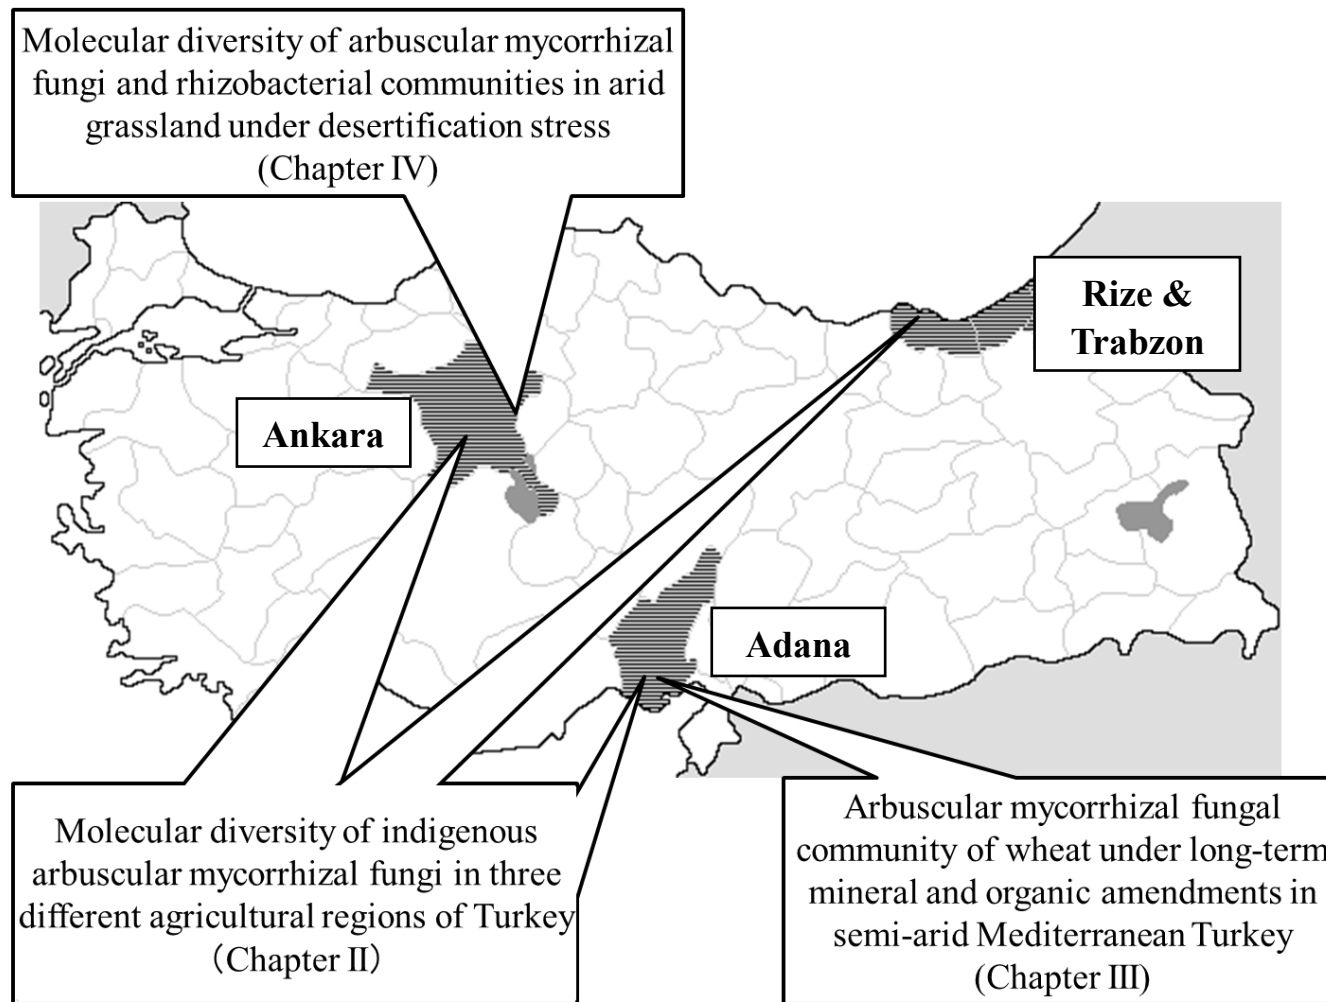 Molecular diversity of arbuscular mycorrhizal
fungi and rhizobacterial communities in arid
grassland under desertification stress
(Chapter IV)
Rize &
Trabzon
Ankara
Adana
Molecular diversity of indigenous
arbuscular mycorrhizal fungi in three
different agricultural regions of Turkey
（Chapter II）
Arbuscular mycorrhizal fungal
community of wheat under long-term
mineral and organic amendments in
semi-arid Mediterranean Turkey
(Chapter III)